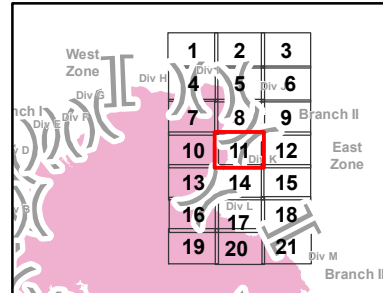 1 2 3
West
Zone
Div H
Div I
4 5 6
Div J
Div G
nch I
Div F
Div E
7 8 9
Branch II
Div D
10 11 12
East
Zone
Div K
13 14 15
Div B
Div L
16 17 18
19 20 21
Div M
Branch II